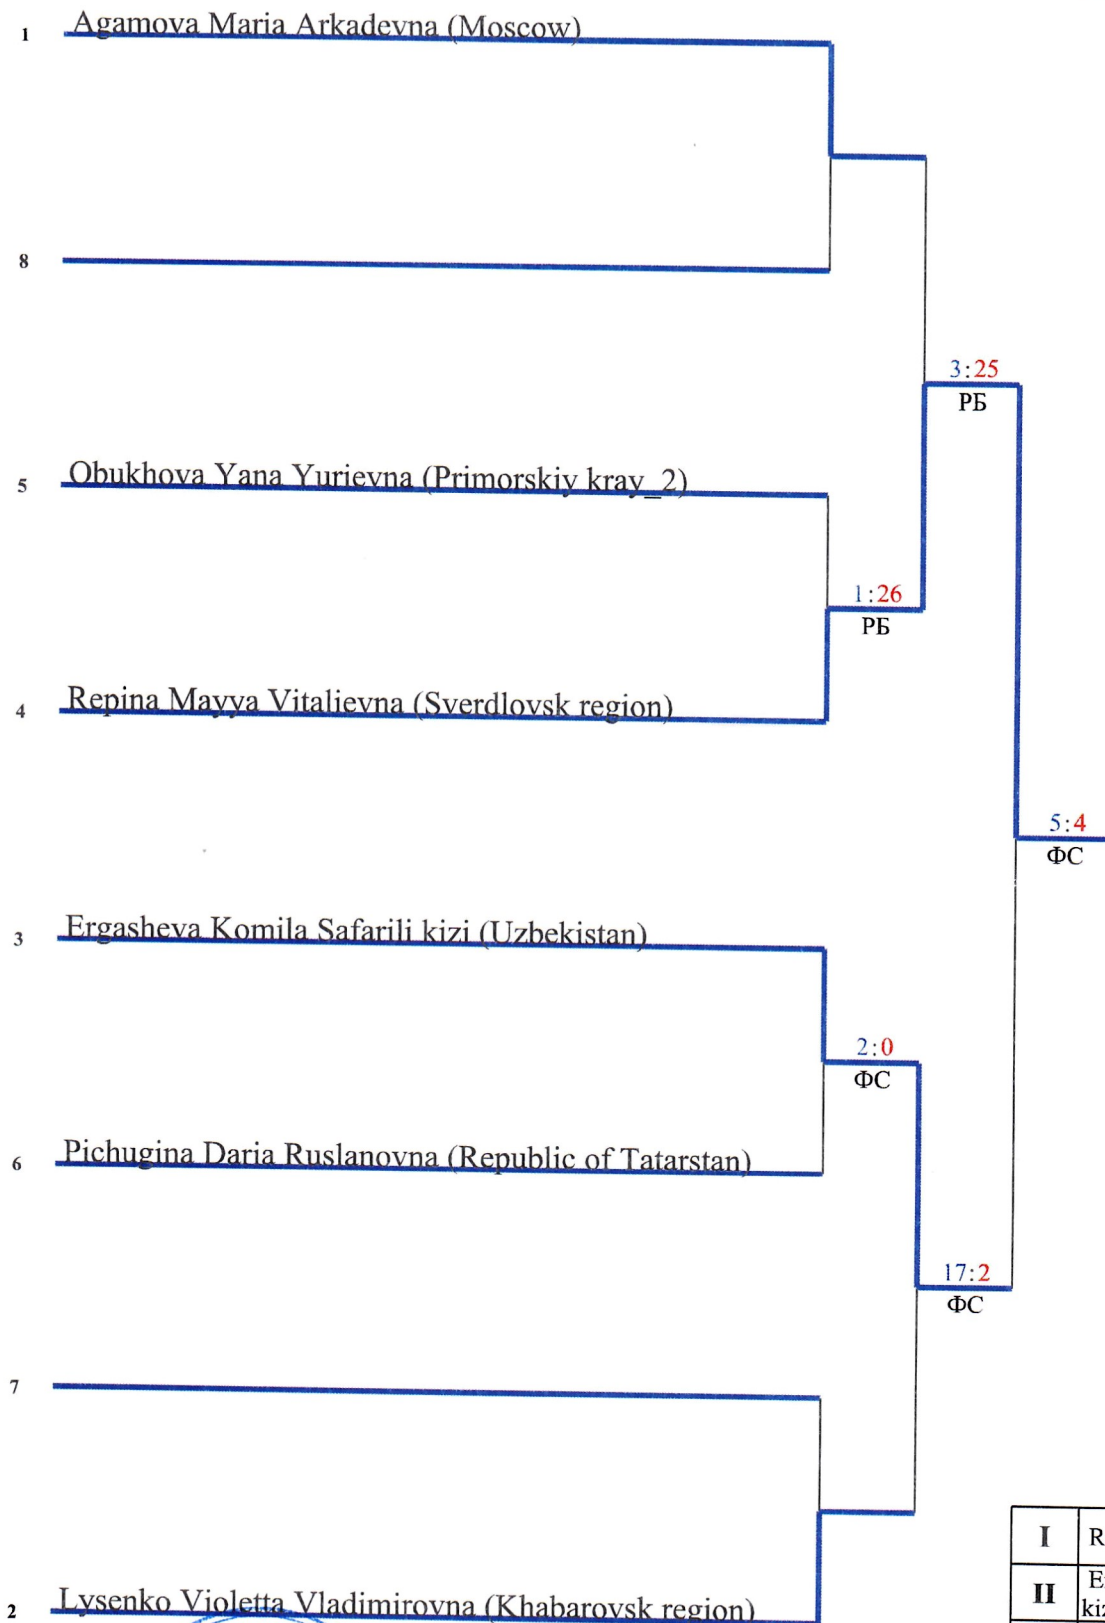 1 Agamova Maria Arkadevna (Moscow)
8
3:25
РБ
5 Obukhova Yana Yurievna (Primorskiy kray_2)
1:26
РБ
4 Repina Mayya Vitalievna (Sverdlovsk region)
5:4
ФС
3 Ergasheva Komila Safarili kizi (Uzbekistan)
2:0
ФС
6 Pichugina Daria Ruslanovna (Republic of Tatarstan)
17:2
ФС
7
I R
II
kiz
2 Lysenko Violetta Vladimirovna (Khabarovsk region)